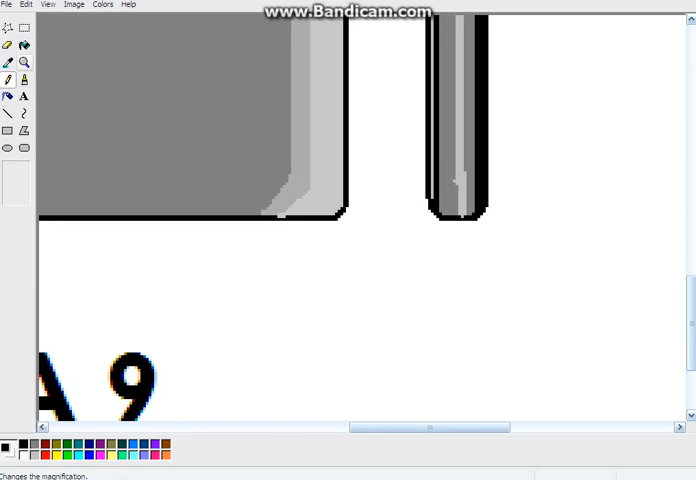 www.Bandicam.com
File Edit View Image Colors Help
A
A 9
Changes the magnification.